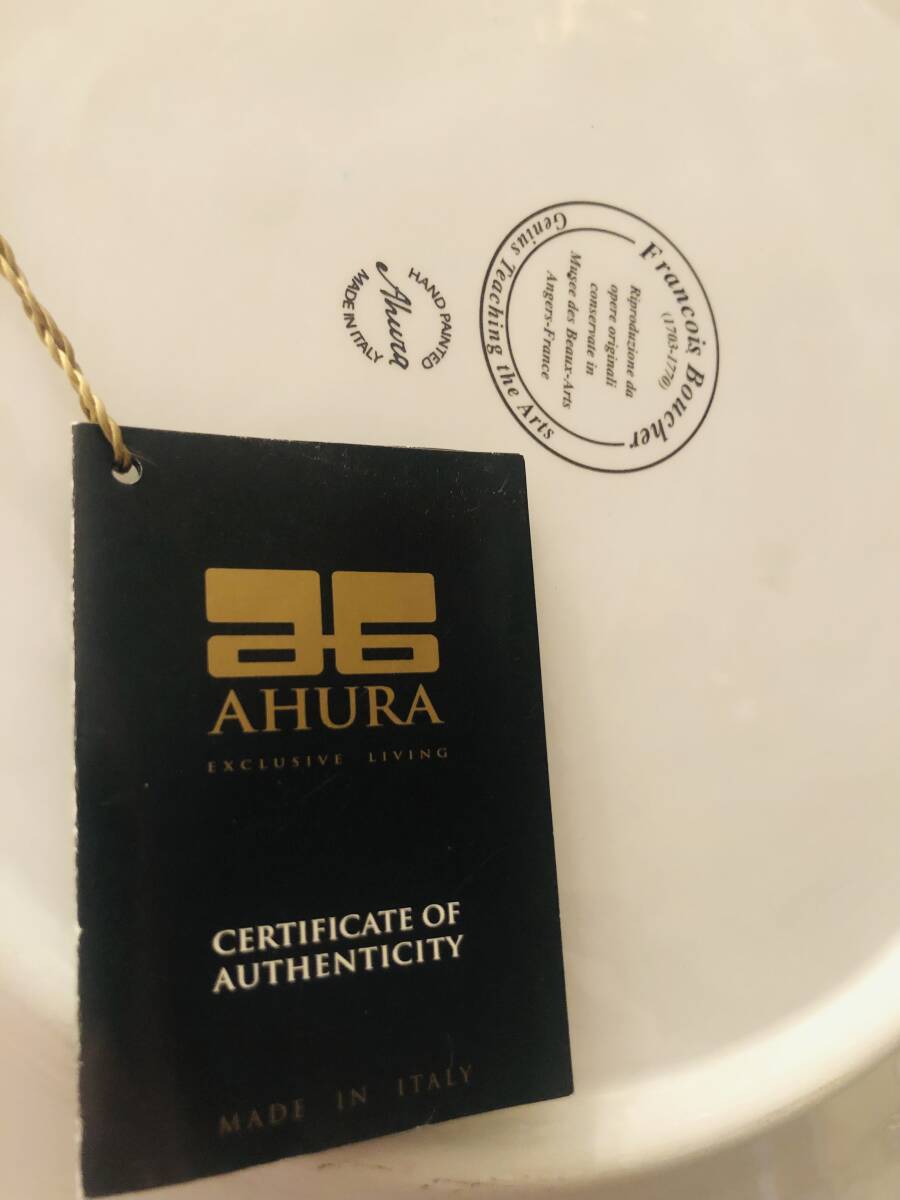 Francois Boucher
(1703-1770)
Riproduzione da
opere originali
conservate in
Musee des Beaux-Arts
Angers-France
Genius Teaching the Arts
HAND PAINTED
Ahura
MADE IN ITALY
AHURA
EXCLUSIVE LIVING
CERTIFICATE OF
AUTHENTICITY
MADE IN ITALY